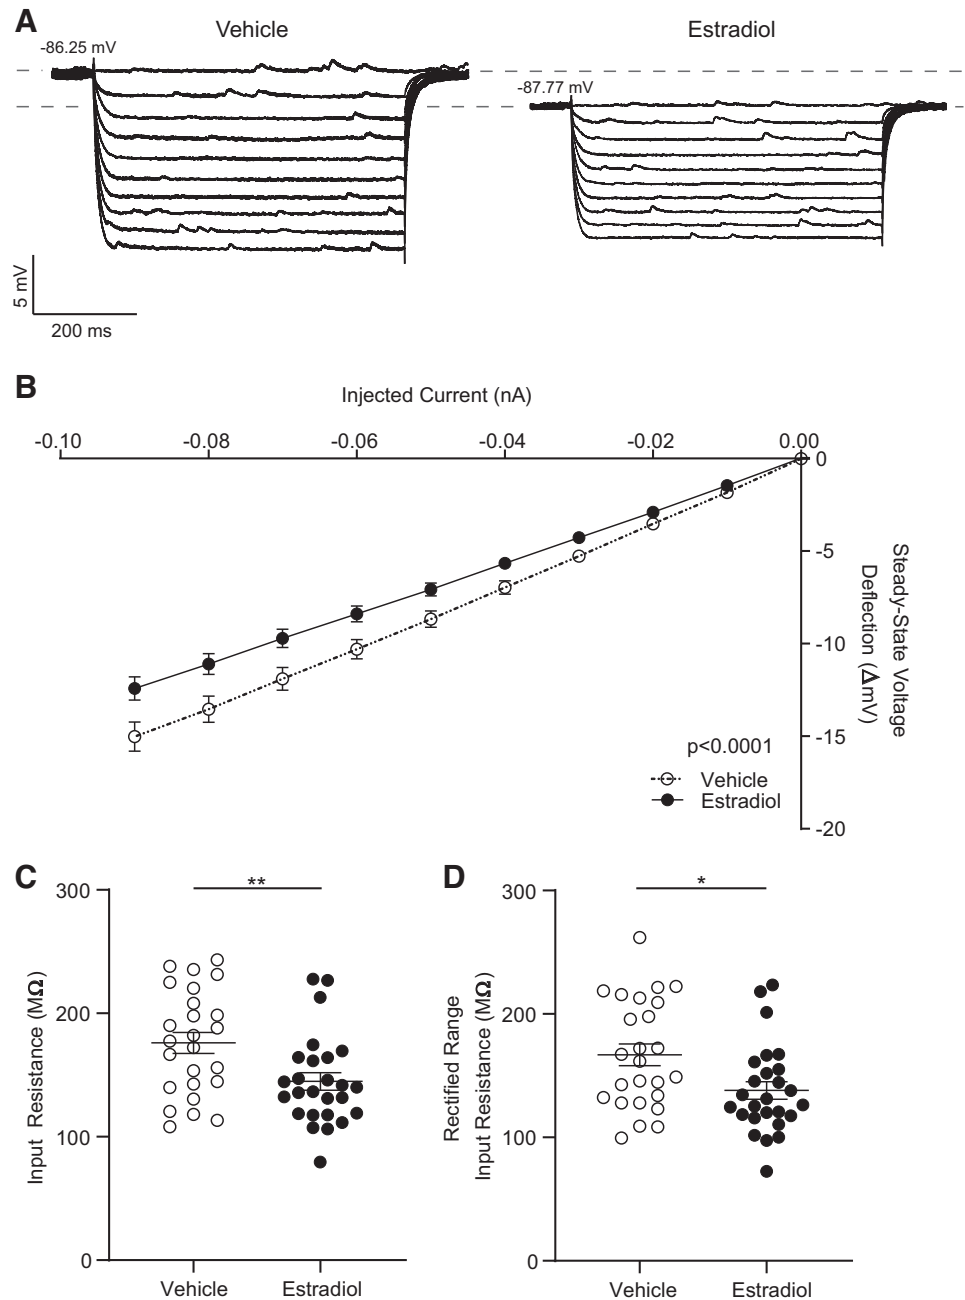 A
Vehicle
Estradiol
-86.25 mV
-87.77 mV
5 mV
200 ms
B
Injected Current (nA)
-0.10 -0.08 -0.06 -0.04 -0.02 0.00
0
-5
-10
-15
-20
Steady-State Voltage
Deflection (ΔmV)
p<0.0001
Vehicle
Estradiol
C
300
200
100
0
Input Resistance (MΩ)
**
Vehicle Estradiol
D
300
200
100
0
Rectified Range
Input Resistance (MΩ)
*
Vehicle Estradiol